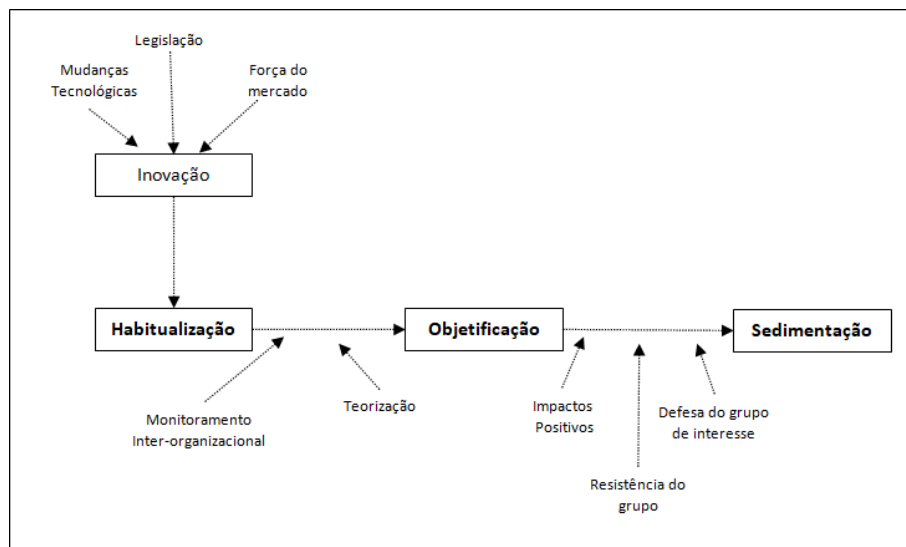 Legislação
Mudanças
Tecnológicas
Força do
mercado
Inovação
Habitualização
Objetificação
Sedimentação
Monitoramento
Inter-organizacional
Teorização
Impactos
Positivos
Defesa do grupo
de interesse
Resistência do
grupo